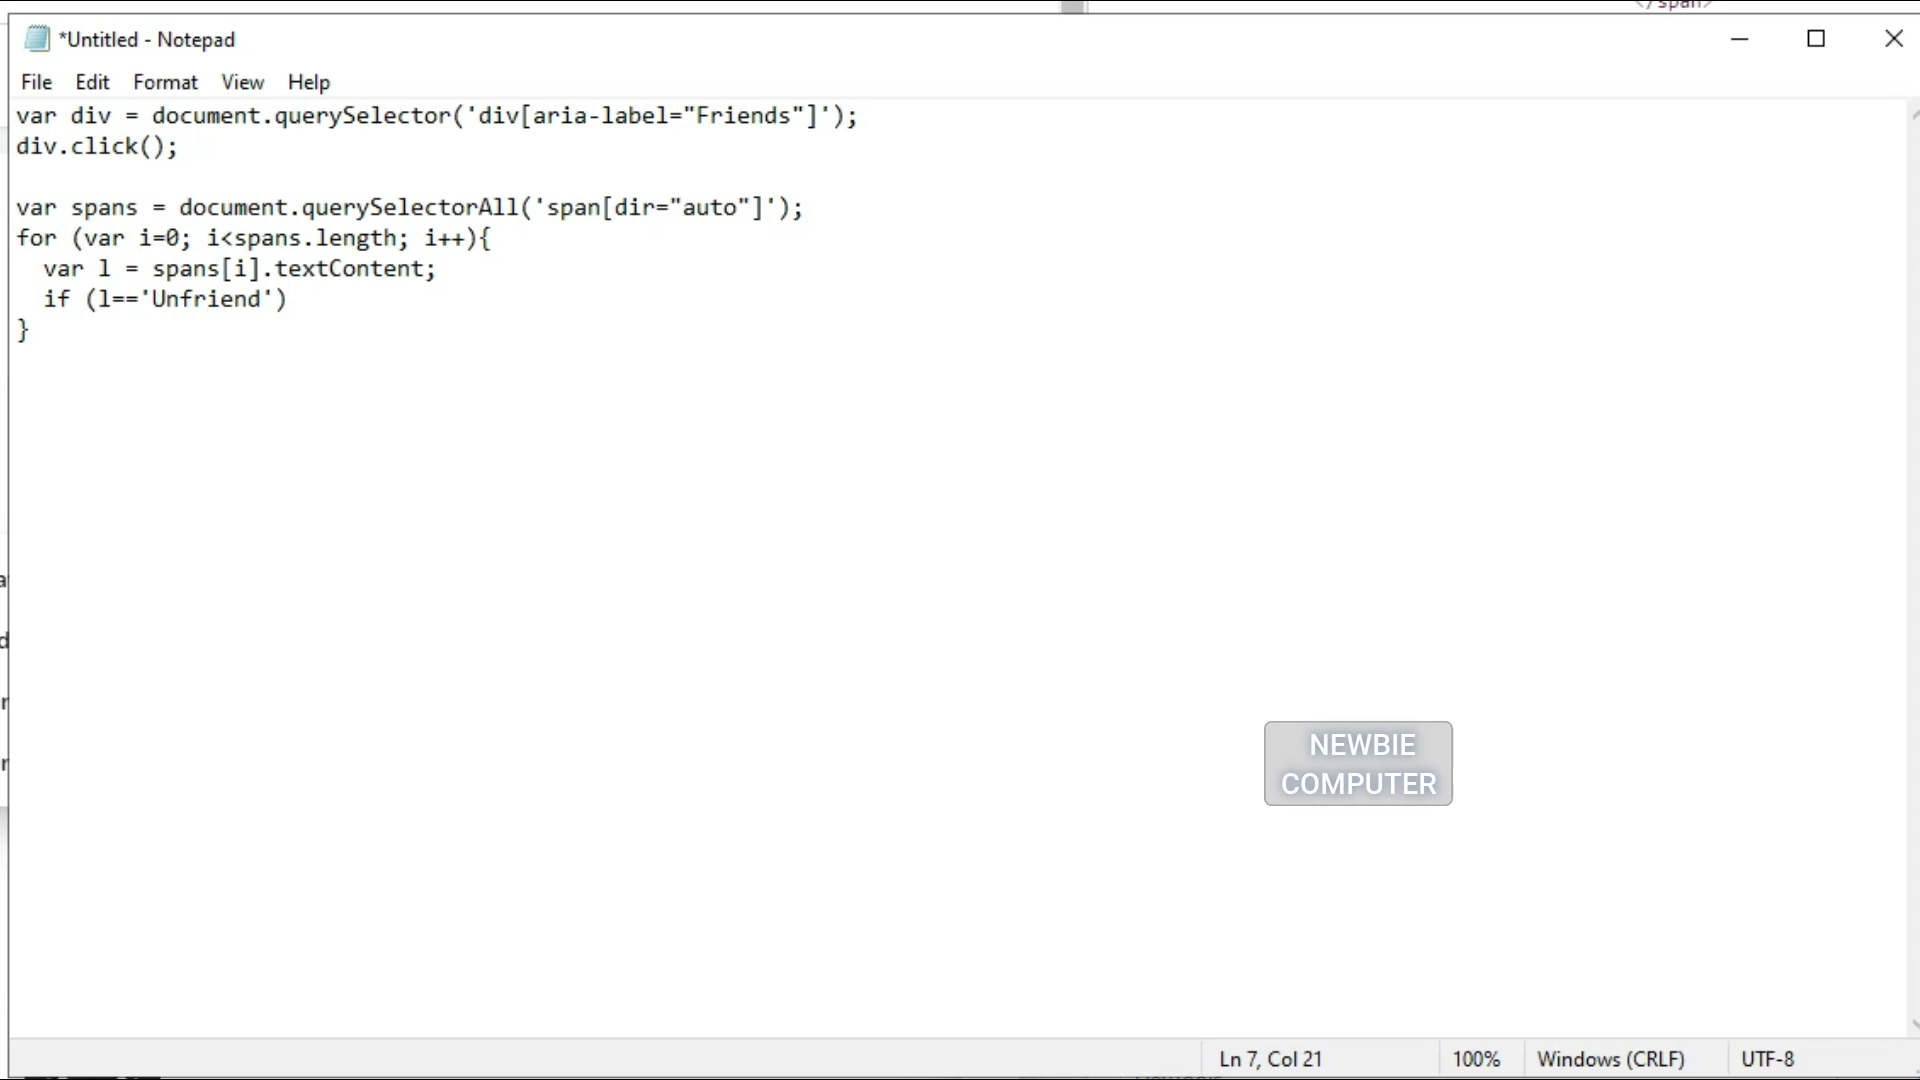 </span>
*Untitled - Notepad
File Edit Format View Help
var div = document.querySelector('div[aria-label="Friends"]');
div.click();
var spans = document.querySelectorAll('span[dir="auto"]');
for (var i=0; i<spans.length; i++){
  var l = spans[i].textContent;
  if (l=='Unfriend')
}
NEWBIE
COMPUTER
Ln 7, Col 21 100% Windows (CRLF) UTF-8